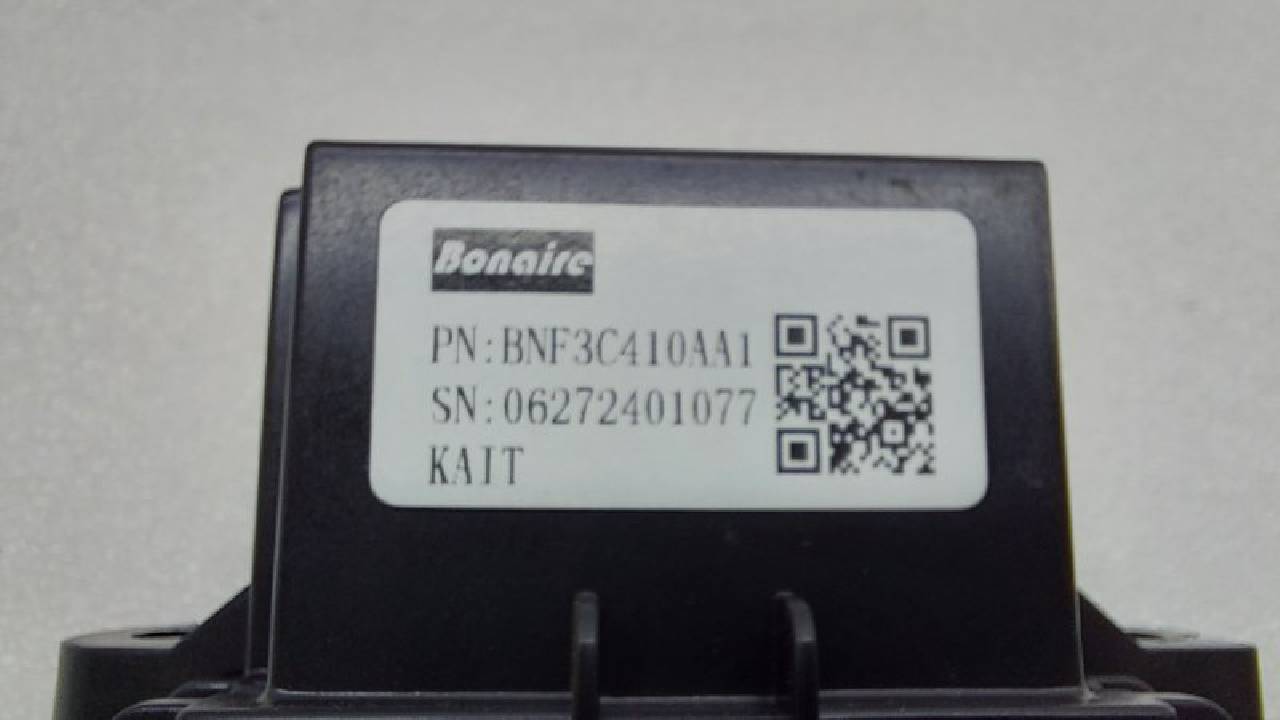 Bonaire
PN:BNF3C410AA1
SN:06272401077
KAIT